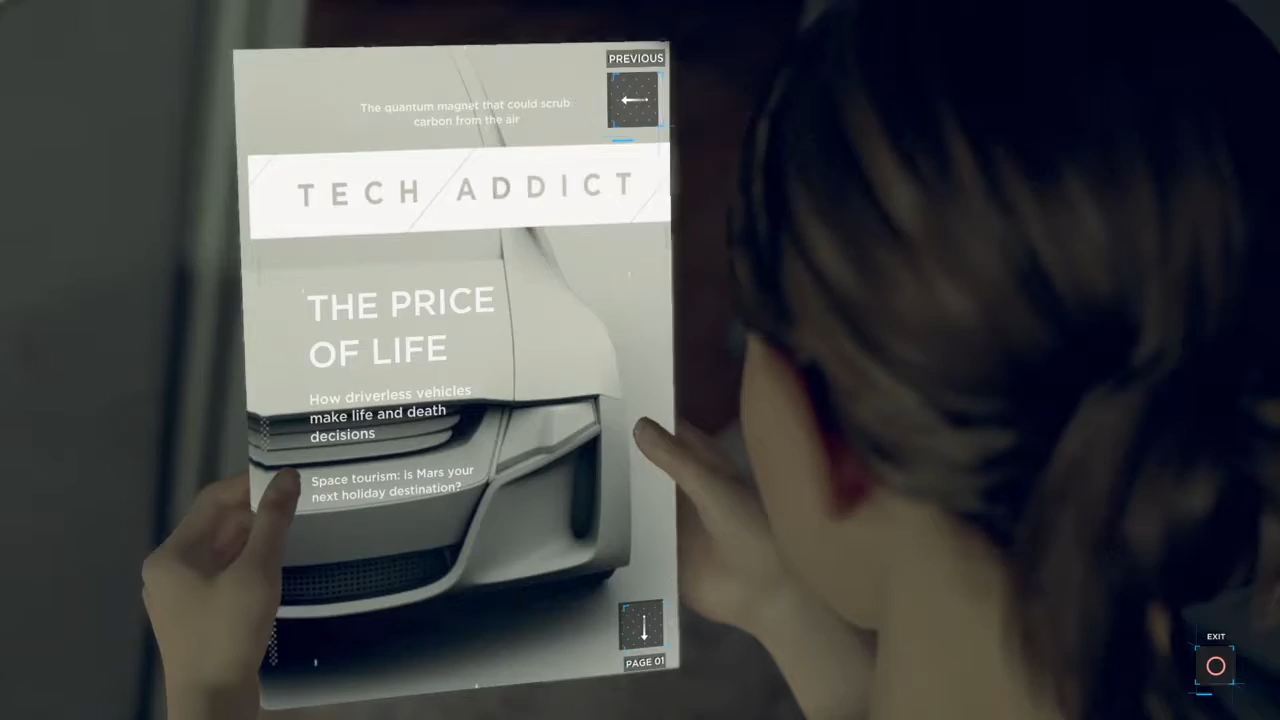 PREVIOUS
The quantum magnet that could scrub
carbon from the air
TECH ADDICT
THE PRICE
OF LIFE
How driverless vehicles
make life and death
decisions
Space tourism: is Mars your
next holiday destination?
PAGE 01
EXIT